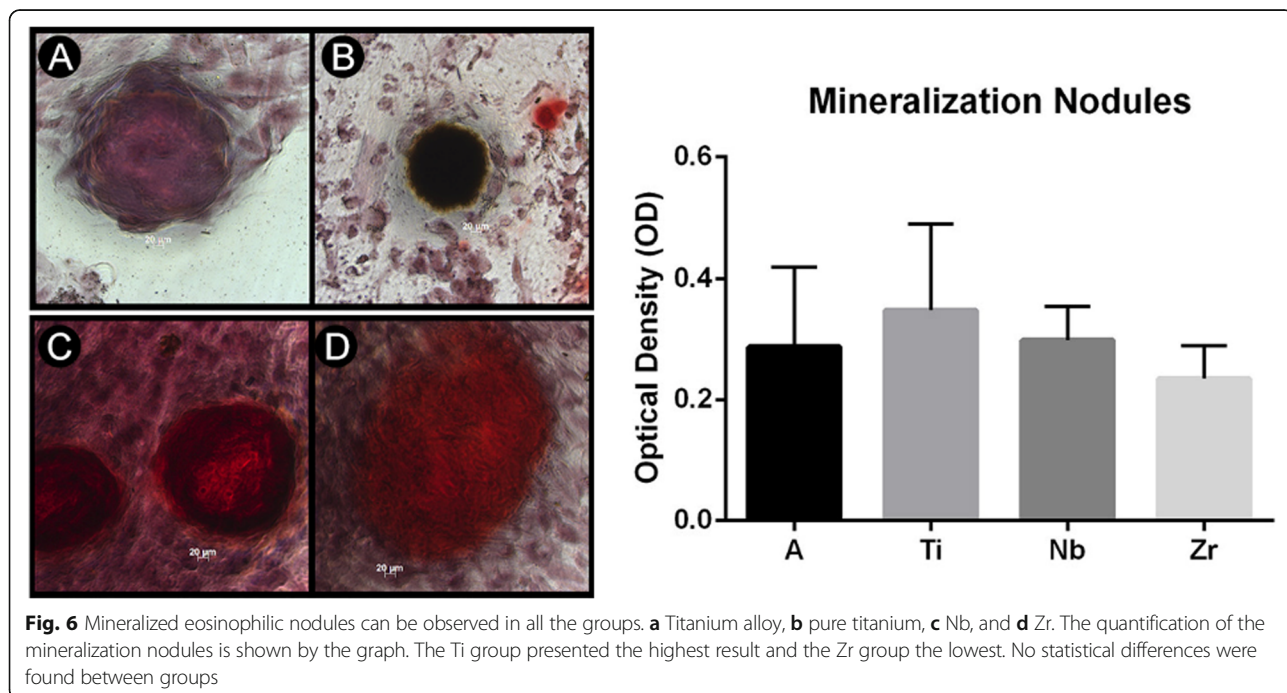 A
B
20 µm
20 µm
C
D
20 µm
20 µm
Mineralization Nodules
Optical Density (OD)
0.6
0.4
0.2
0.0
A Ti Nb Zr
Fig. 6 Mineralized eosinophilic nodules can be observed in all the groups. a Titanium alloy, b pure titanium, c Nb, and d Zr. The quantification of the
mineralization nodules is shown by the graph. The Ti group presented the highest result and the Zr group the lowest. No statistical differences were
found between groups